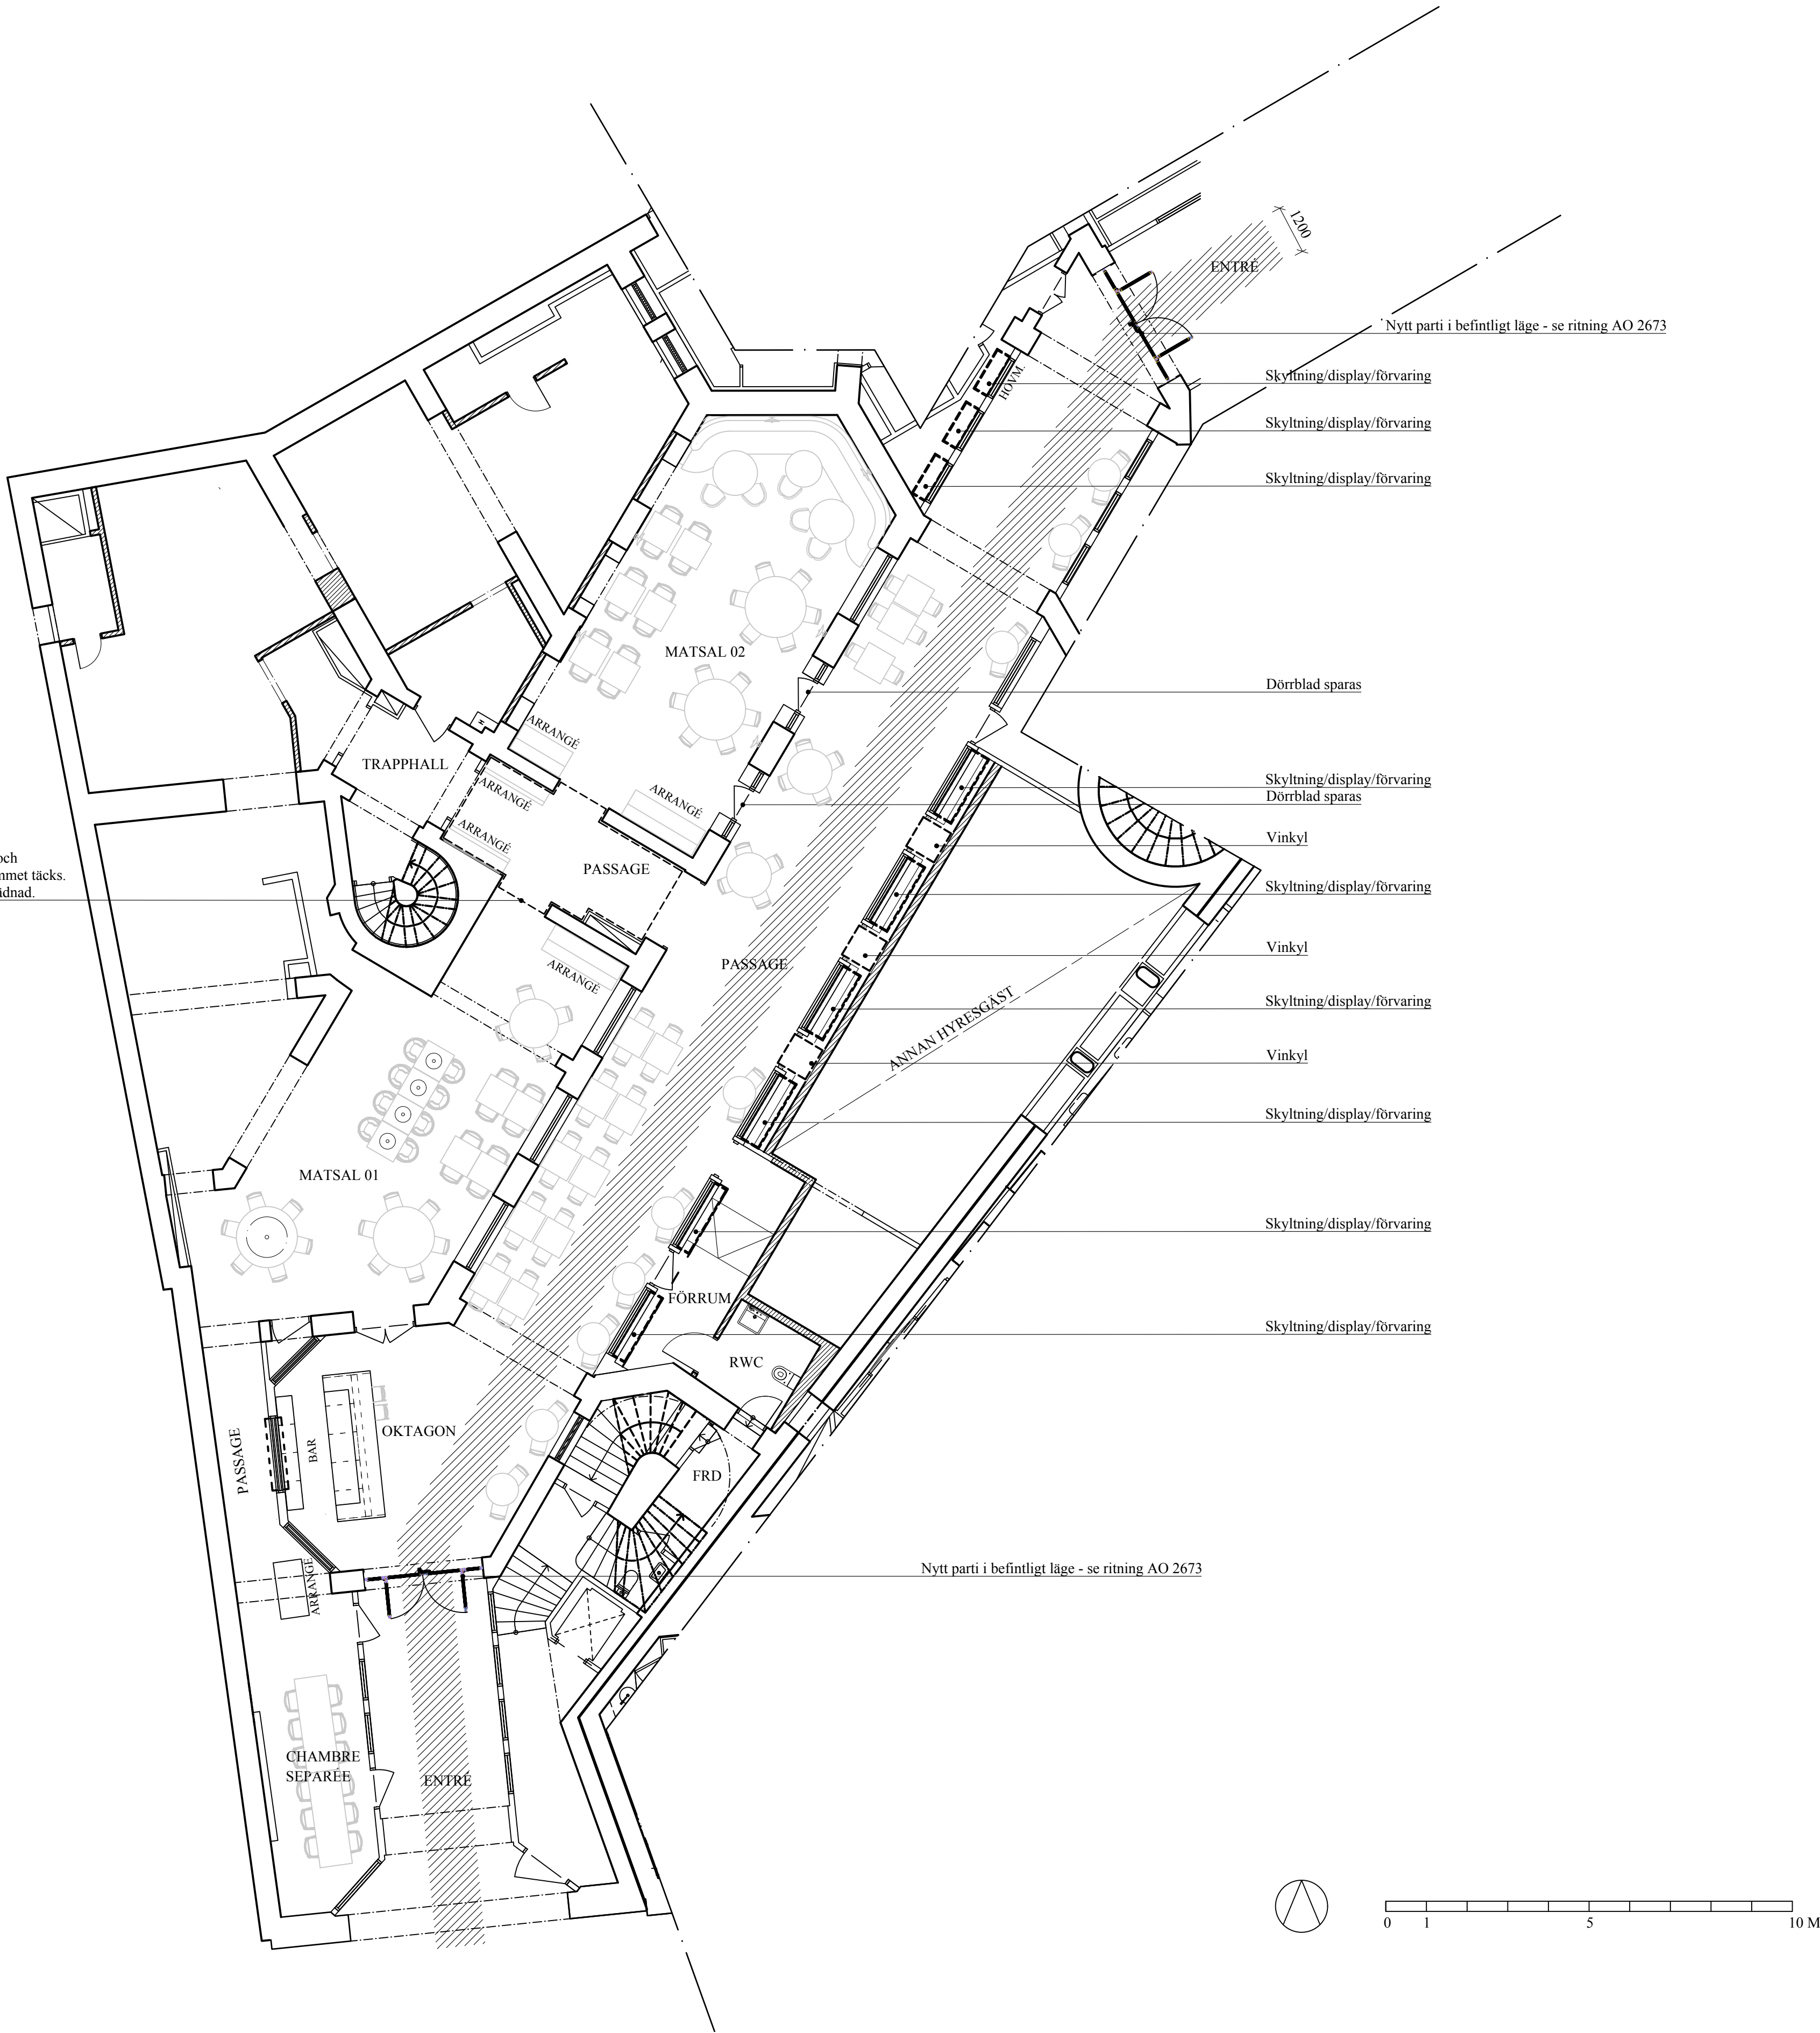 1200
ENTRÉ
Nytt parti i befintligt läge - se ritning AO 2673
Skyltning/display/förvaring
HOVM.
Skyltning/display/förvaring
Skyltning/display/förvaring
MATSAL 02
Dörrblad sparas
ARRANGÉ
TRAPPHALL
ARRANGÉ
ARRANGÉ
Skyltning/display/förvaring
Dörrblad sparas
ARRANGÉ
Vinkyl
och
mmet täcks.
ädnad.
PASSAGE
Skyltning/display/förvaring
Vinkyl
PASSAGE
ARRANGÉ
Skyltning/display/förvaring
ANNAN HYRESGÄST
Vinkyl
Skyltning/display/förvaring
MATSAL 01
Skyltning/display/förvaring
FÖRRUM
Skyltning/display/förvaring
RWC
OKTAGON
BAR
PASSAGE
FRD
Nytt parti i befintligt läge - se ritning AO 2673
ARRANGE
CHAMBRE
SEPARÉE
ENTRÉ
0 1 5 10 M